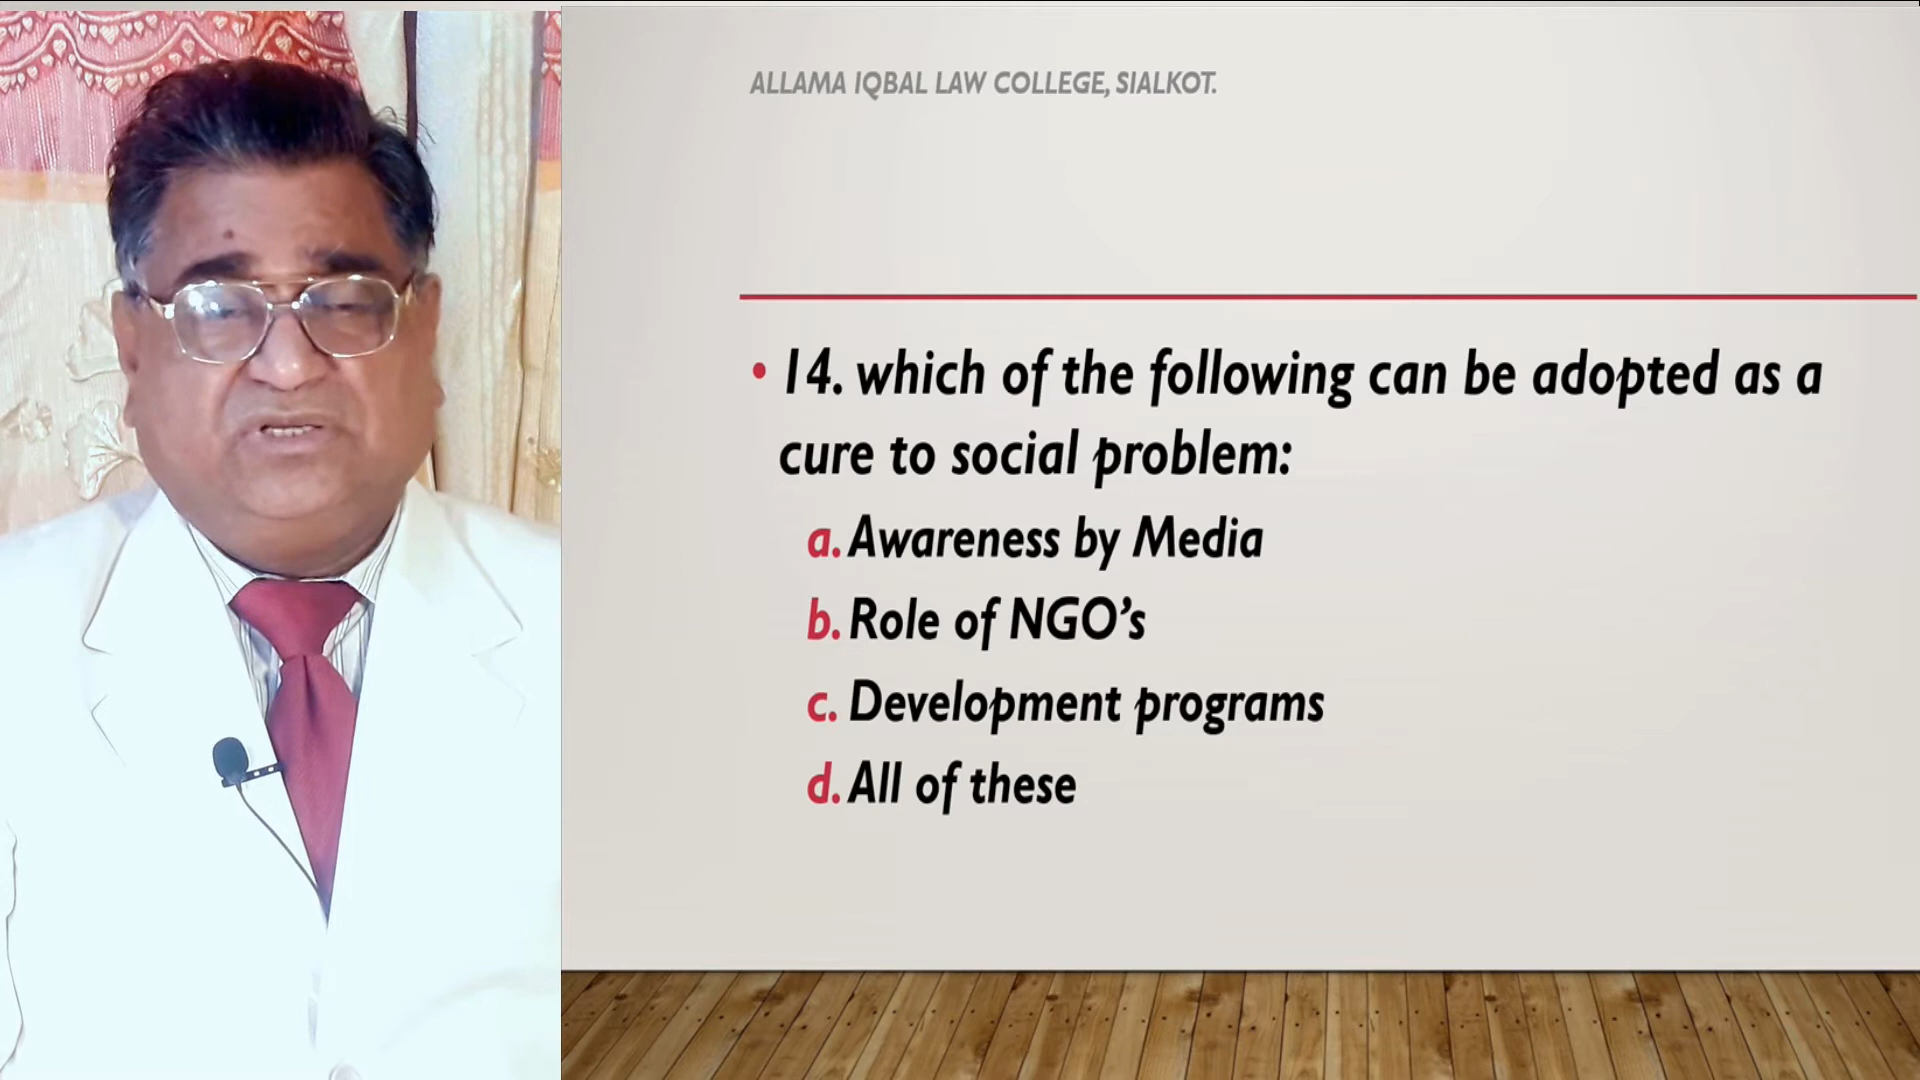 ALLAMA IQBAL LAW COLLEGE, SIALKOT.
• 14. which of the following can be adopted as a
cure to social problem:
a. Awareness by Media
b. Role of NGO’s
c. Development programs
d. All of these